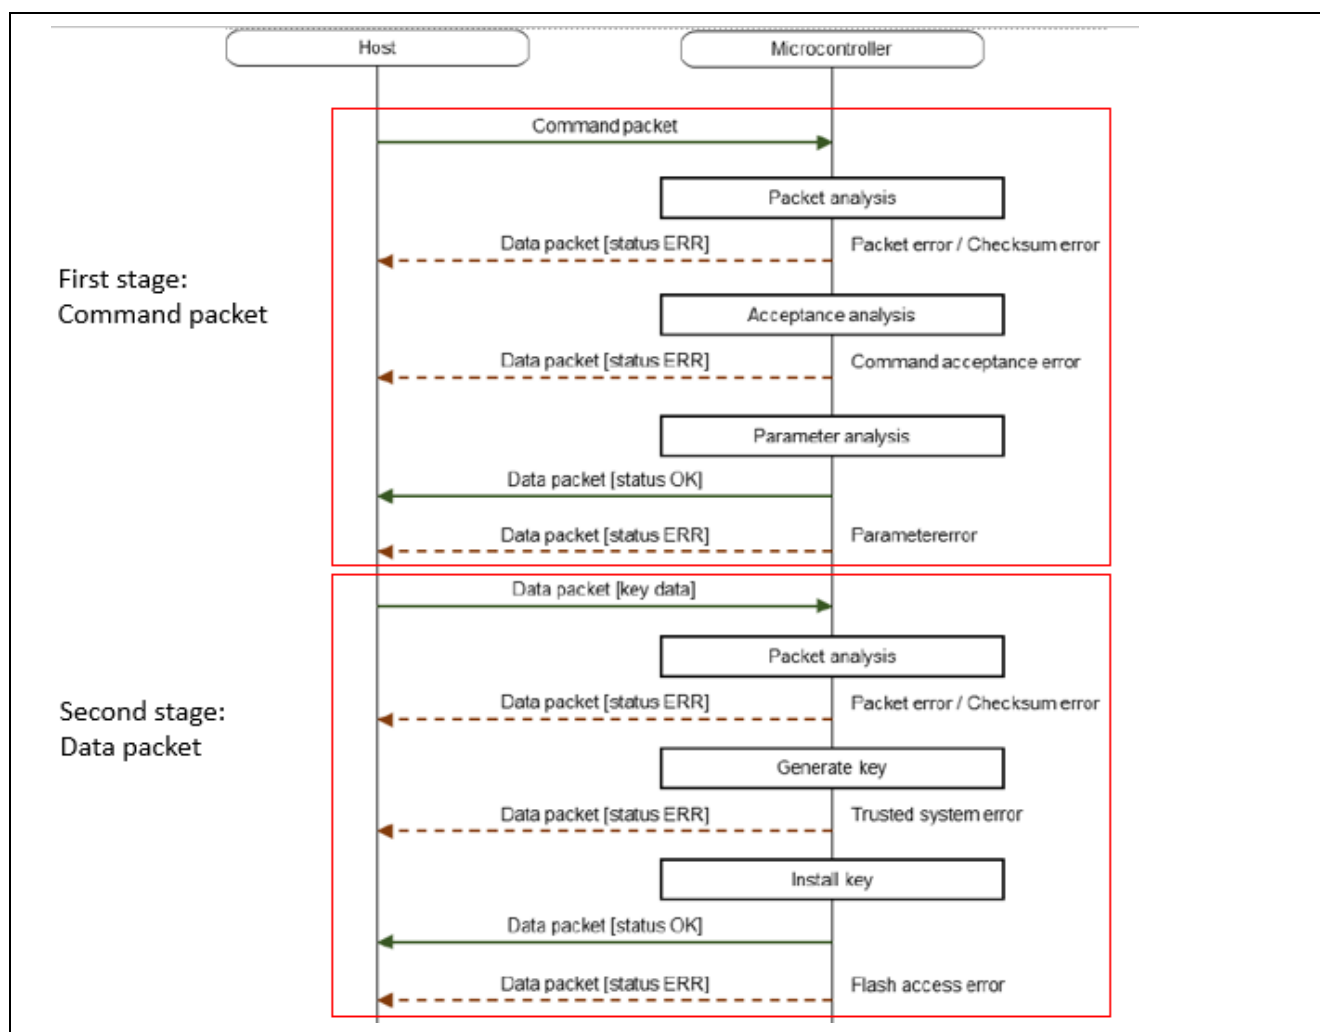 Host
Microcontroller
Command packet
Packet analysis
Data packet [status ERR]
Packet error / Checksum error
First stage:
Command packet
Acceptance analysis
Data packet [status ERR]
Command acceptance error
Parameter analysis
Data packet [status OK]
Data packet [status ERR]
Parametererror
Data packet [key data]
Packet analysis
Data packet [status ERR]
Packet error / Checksum error
Second stage:
Data packet
Generate key
Data packet [status ERR]
Trusted system error
Install key
Data packet [status OK]
Data packet [status ERR]
Flash access error